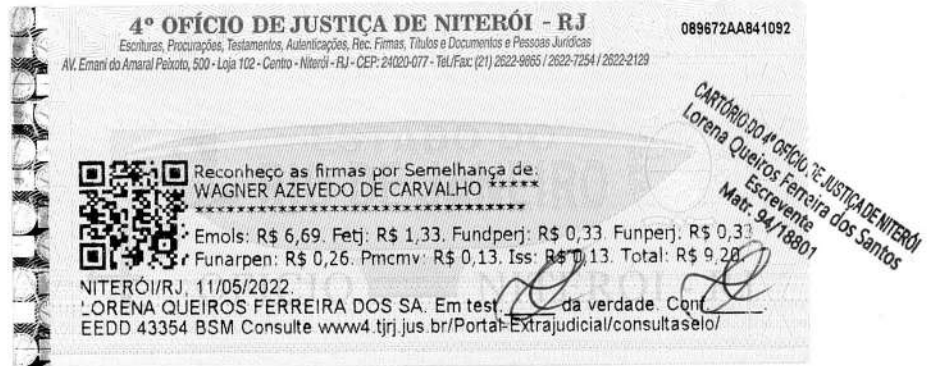 4º OFÍCIO DE JUSTIÇA DE NITERÓI - RJ
089672AA841092
Escrituras, Procurações, Testamentos, Autenticações, Rec. Firmas, Títulos e Documentos e Pessoas Jurídicas
AV. Ernani do Amaral Peixoto, 500 - Loja 102 - Centro - Niterói - RJ - CEP: 24020-077 - Tel./Fax: (21) 2622-9865 / 2622-7254 / 2622-2129
CARTÓRIO DO 4º OFÍCIO DE JUSTIÇA DE NITERÓI
Lorena Queiros Ferreira dos Santos
Escrevente
Matr. 94/18801
Reconheço as firmas por Semelhança de:
WAGNER AZEVEDO DE CARVALHO *****
*********************************
Emols: R$ 6,69. Fetj: R$ 1,33. Fundperj: R$ 0,33. Funperj: R$ 0,33
Funarpen: R$ 0,26. Pmcmv: R$ 0,13. Iss: R$ 0,13. Total: R$ 9,20
NITERÓI/RJ, 11/05/2022.
LORENA QUEIROS FERREIRA DOS SA. Em test. da verdade. Conf.
EEDD 43354 BSM Consulte www4.tjrj.jus.br/Portal-Extrajudicial/consultaselo/